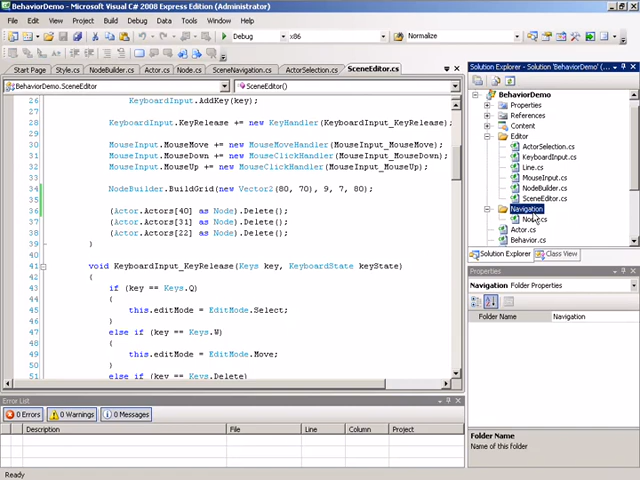 BehaviorDemo - Microsoft Visual C# 2008 Express Edition (Administrator)
File Edit View Project Build Debug Data Tools Window Help
Debug x86 Normalize
Start Page Style.cs NodeBuilder.cs Actor.cs Node.cs SceneNavigation.cs ActorSelection.cs SceneEditor.cs
BehaviorDemo.SceneEditor SceneEditor()
26 KeyboardInput.AddKey(key);
27
28 KeyboardInput.KeyRelease += new KeyHandler(KeyboardInput_KeyRelease);
29
30 MouseInput.MouseMove += new MouseMoveHandler(MouseInput_MouseMove);
31 MouseInput.MouseDown += new MouseClickHandler(MouseInput_MouseDown);
32 MouseInput.MouseUp += new MouseClickHandler(MouseInput_MouseUp);
33
34 NodeBuilder.BuildGrid(new Vector2(80, 70), 9, 7, 80);
35
36 (Actor.Actors[40] as Node).Delete();
37 (Actor.Actors[31] as Node).Delete();
38 (Actor.Actors[22] as Node).Delete();
39 }
40
41 void KeyboardInput_KeyRelease(Keys key, KeyboardState keyState)
42 {
43 if (key == Keys.Q)
44 {
45 this.editMode = EditMode.Select;
46 }
47 else if (key == Keys.W)
48 {
49 this.editMode = EditMode.Move;
50 }
51 else if (key == Keys.Delete)
Solution Explorer - Solution 'BehaviorDemo' (
BehaviorDemo
Properties
References
Content
Editor
ActorSelection.cs
KeyboardInput.cs
Line.cs
MouseInput.cs
NodeBuilder.cs
SceneEditor.cs
Navigation
Node.cs
Actor.cs
Behavior.cs
Solution Explorer Class View
Properties
Navigation Folder Properties
Folder Name Navigation
Folder Name
Name of this folder
Error List
0 Errors 0 Warnings 0 Messages
Description File Line Column Project
Ready